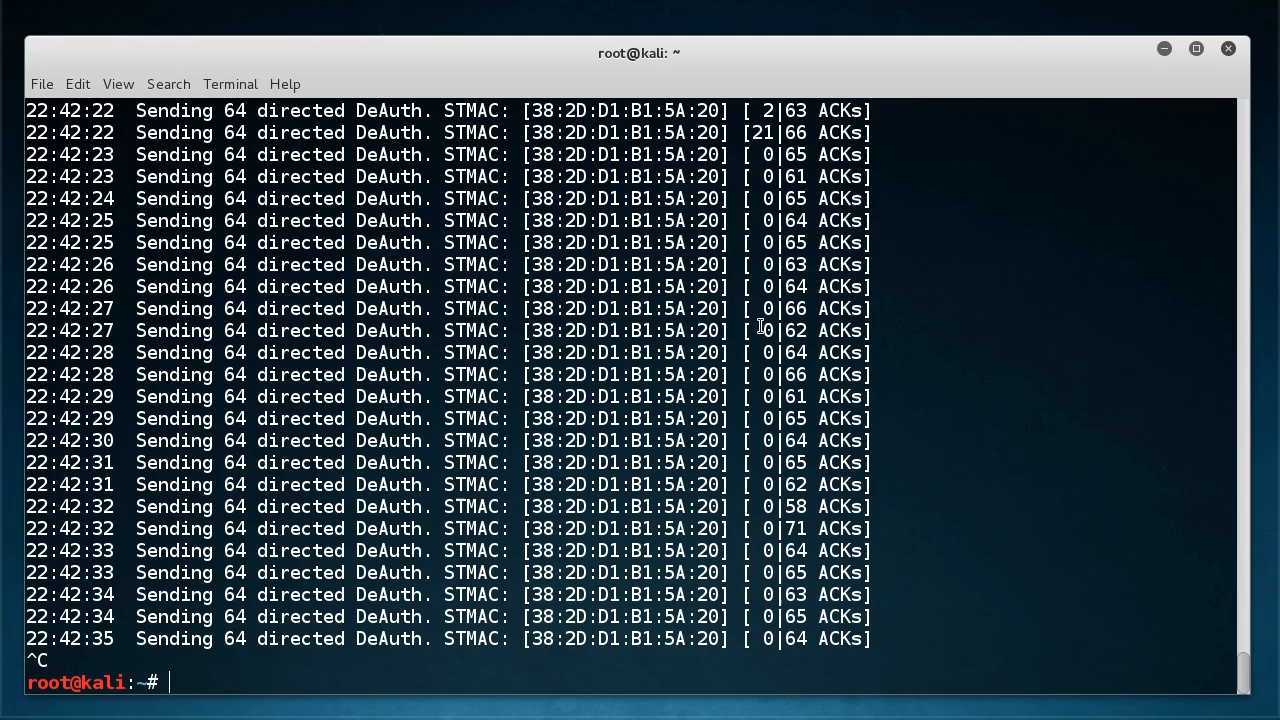 root@kali: ~
File Edit View Search Terminal Help
22:42:22  Sending 64 directed DeAuth. STMAC: [38:2D:D1:B1:5A:20] [ 2|63 ACKs]
22:42:22  Sending 64 directed DeAuth. STMAC: [38:2D:D1:B1:5A:20] [21|66 ACKs]
22:42:23  Sending 64 directed DeAuth. STMAC: [38:2D:D1:B1:5A:20] [ 0|65 ACKs]
22:42:23  Sending 64 directed DeAuth. STMAC: [38:2D:D1:B1:5A:20] [ 0|61 ACKs]
22:42:24  Sending 64 directed DeAuth. STMAC: [38:2D:D1:B1:5A:20] [ 0|65 ACKs]
22:42:25  Sending 64 directed DeAuth. STMAC: [38:2D:D1:B1:5A:20] [ 0|64 ACKs]
22:42:25  Sending 64 directed DeAuth. STMAC: [38:2D:D1:B1:5A:20] [ 0|65 ACKs]
22:42:26  Sending 64 directed DeAuth. STMAC: [38:2D:D1:B1:5A:20] [ 0|63 ACKs]
22:42:26  Sending 64 directed DeAuth. STMAC: [38:2D:D1:B1:5A:20] [ 0|64 ACKs]
22:42:27  Sending 64 directed DeAuth. STMAC: [38:2D:D1:B1:5A:20] [ 0|66 ACKs]
22:42:27  Sending 64 directed DeAuth. STMAC: [38:2D:D1:B1:5A:20] [ 0|62 ACKs]
22:42:28  Sending 64 directed DeAuth. STMAC: [38:2D:D1:B1:5A:20] [ 0|64 ACKs]
22:42:28  Sending 64 directed DeAuth. STMAC: [38:2D:D1:B1:5A:20] [ 0|66 ACKs]
22:42:29  Sending 64 directed DeAuth. STMAC: [38:2D:D1:B1:5A:20] [ 0|61 ACKs]
22:42:29  Sending 64 directed DeAuth. STMAC: [38:2D:D1:B1:5A:20] [ 0|65 ACKs]
22:42:30  Sending 64 directed DeAuth. STMAC: [38:2D:D1:B1:5A:20] [ 0|64 ACKs]
22:42:31  Sending 64 directed DeAuth. STMAC: [38:2D:D1:B1:5A:20] [ 0|65 ACKs]
22:42:31  Sending 64 directed DeAuth. STMAC: [38:2D:D1:B1:5A:20] [ 0|62 ACKs]
22:42:32  Sending 64 directed DeAuth. STMAC: [38:2D:D1:B1:5A:20] [ 0|58 ACKs]
22:42:32  Sending 64 directed DeAuth. STMAC: [38:2D:D1:B1:5A:20] [ 0|71 ACKs]
22:42:33  Sending 64 directed DeAuth. STMAC: [38:2D:D1:B1:5A:20] [ 0|64 ACKs]
22:42:33  Sending 64 directed DeAuth. STMAC: [38:2D:D1:B1:5A:20] [ 0|65 ACKs]
22:42:34  Sending 64 directed DeAuth. STMAC: [38:2D:D1:B1:5A:20] [ 0|63 ACKs]
22:42:34  Sending 64 directed DeAuth. STMAC: [38:2D:D1:B1:5A:20] [ 0|65 ACKs]
22:42:35  Sending 64 directed DeAuth. STMAC: [38:2D:D1:B1:5A:20] [ 0|64 ACKs]
^C
root@kali:~#